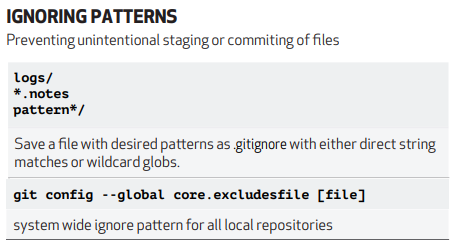 IGNORING PATTERNS
Preventing unintentional staging or commiting of files
logs/
*.notes
pattern*/
Save a file with desired patterns as .gitignore with either direct string
matches or wildcard globs.
git config --global core.excludesfile [file]
system wide ignore pattern for all local repositories